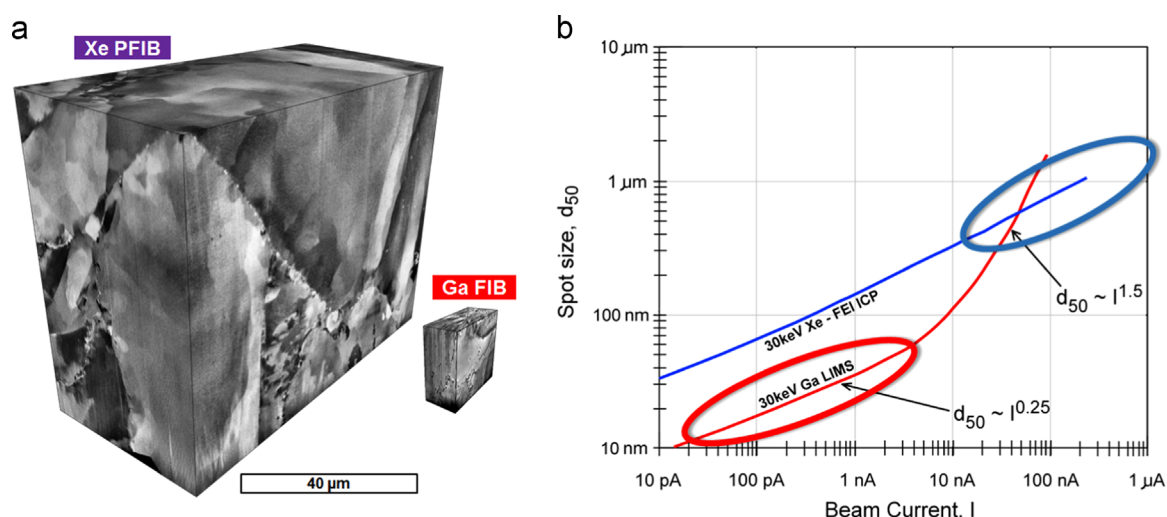 a
Xe PFIB
Ga FIB
40 µm
b
10 µm
1 µm
100 nm
10 nm
Spot size, d50
30keV Xe - FEI ICP
30keV Ga LIMS
d50 ~ I1.5
d50 ~ I0.25
10 pA 100 pA 1 nA 10 nA 100 nA 1 µA
Beam Current, I